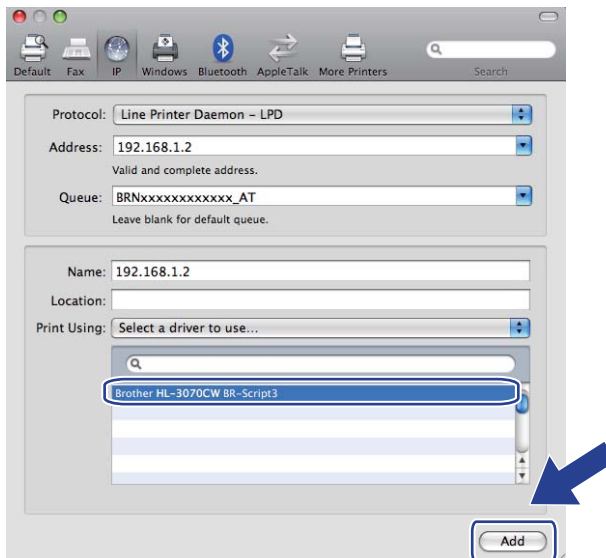 Default Fax IP Windows Bluetooth AppleTalk More Printers Search
Protocol: Line Printer Daemon – LPD
Address: 192.168.1.2
Valid and complete address.
Queue: BRNxxxxxxxxxxxx_AT
Leave blank for default queue.
Name: 192.168.1.2
Location:
Print Using: Select a driver to use...
Brother HL-3070CW BR-Script3
Add